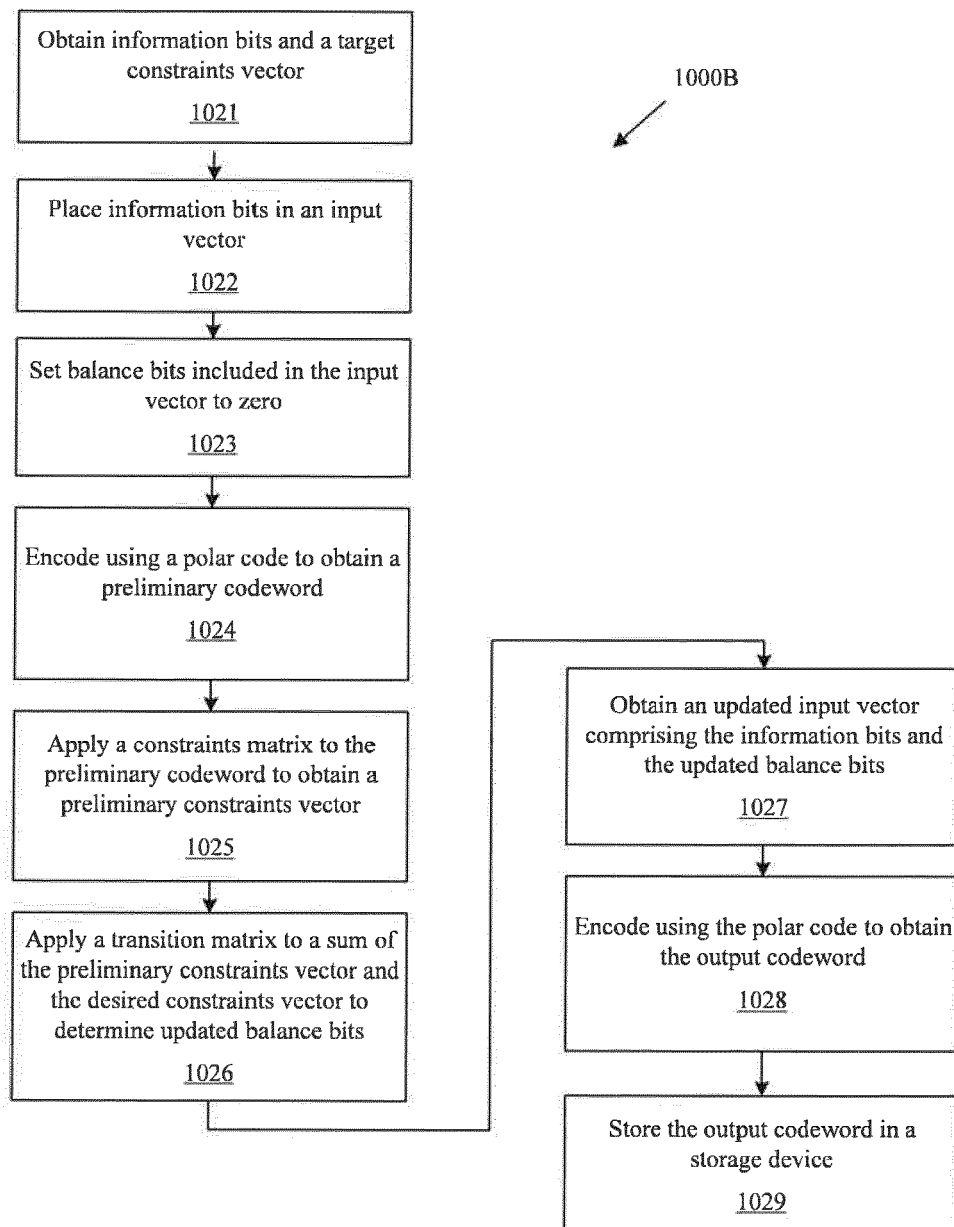 Obtain information bits and a target
constraints vector
1021
1000B
Place information bits in an input
vector
1022
Set balance bits included in the input
vector to zero
1023
Encode using a polar code to obtain a
preliminary codeword
1024
Apply a constraints matrix to the
preliminary codeword to obtain a
preliminary constraints vector
1025
Apply a transition matrix to a sum of
the preliminary constraints vector and
the desired constraints vector to
determine updated balance bits
1026
Obtain an updated input vector
comprising the information bits and
the updated balance bits
1027
Encode using the polar code to obtain
the output codeword
1028
Store the output codeword in a
storage device
1029